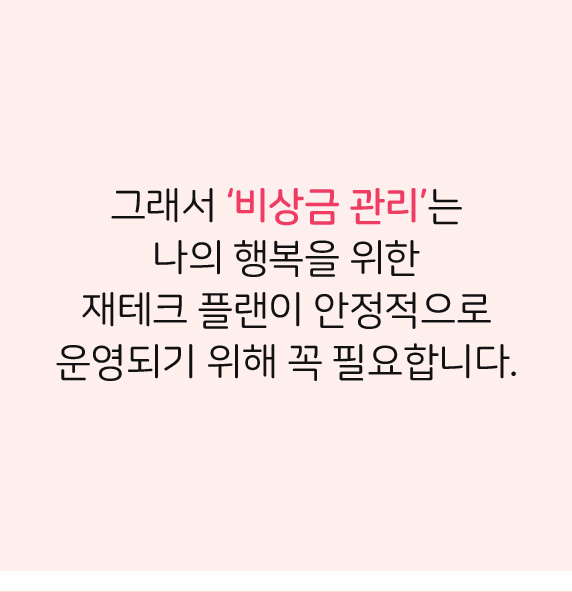 그래서 ‘비상금 관리’는
나의 행복을 위한
재테크 플랜이 안정적으로
운영되기 위해 꼭 필요합니다.